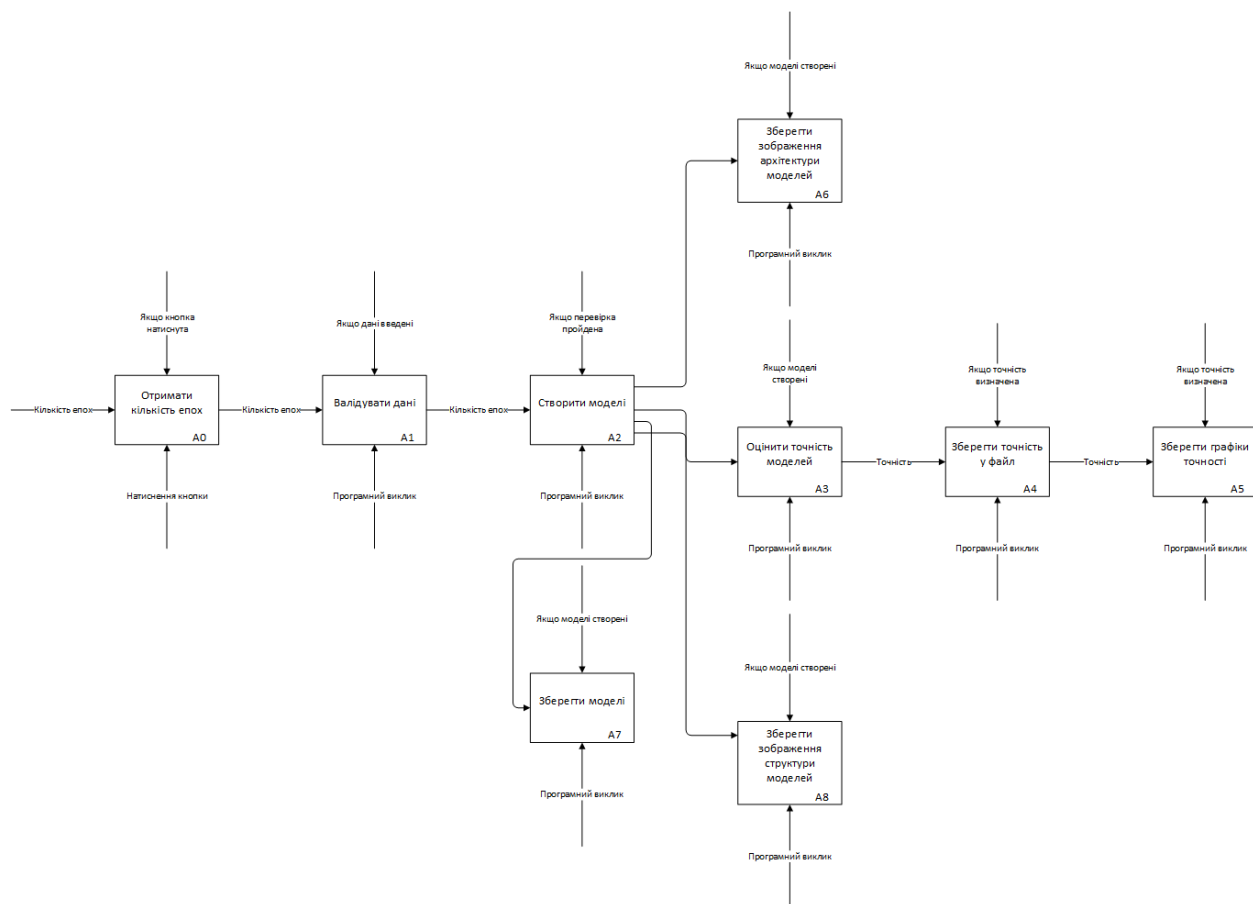 Якщо моделі створені
Зберегти
зображення
архітектури
моделей
A6
Програмний виклик
Якщо кнопка
натиснута
Якщо дані введені
Якщо перевірка
пройдена
Якщо моделі
створені
Якщо точність
визначена
Якщо точність
визначена
Кількість епох
Отримати
кількість епох
A0
Кількість епох
Валідувати дані
A1
Кількість епох
Створити моделі
A2
Оцінити точність
моделей
A3
Точність
Зберегти точність
у файл
A4
Точність
Зберегти графіки
точності
A5
Натиснення кнопки
Програмний виклик
Програмний виклик
Програмний виклик
Програмний виклик
Програмний виклик
Якщо моделі створені
Зберегти моделі
A7
Програмний виклик
Якщо моделі створені
Зберегти
зображення
структури
моделей
A8
Програмний виклик